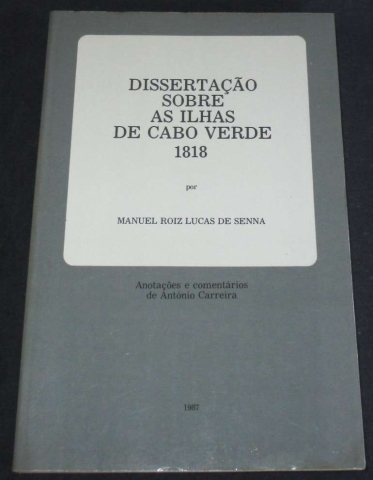 DISSERTAÇÃO
SOBRE
AS ILHAS
DE CABO VERDE
1818
por
MANUEL ROIZ LUCAS DE SENNA
Anotações e comentários
de António Carreira
1987